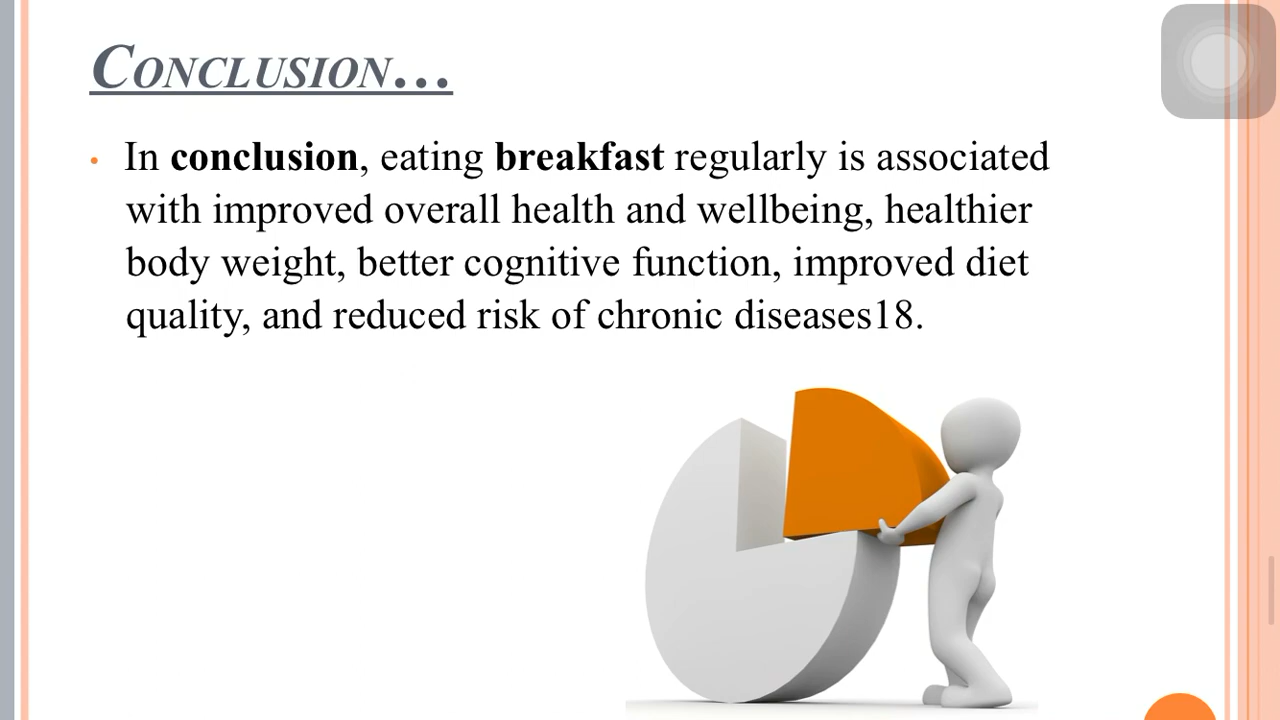 CONCLUSION...
• In conclusion, eating breakfast regularly is associated
with improved overall health and wellbeing, healthier
body weight, better cognitive function, improved diet
quality, and reduced risk of chronic diseases18.